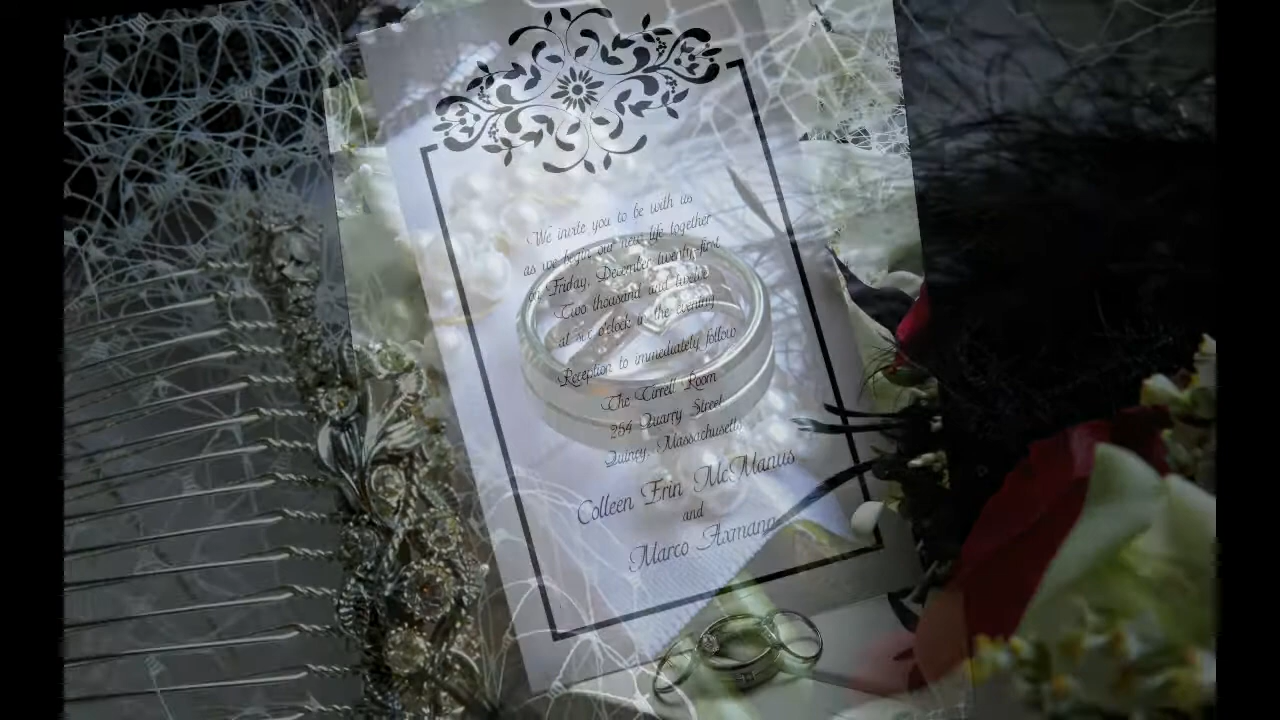 We invite you to be with us
as we begin our new life together
on Friday, December twenty-first
Two thousand and twelve
at six o'clock in the evening
Reception to immediately follow
The Tirrell Room
254 Quarry Street
Quincy, Massachusetts
Colleen Erin McManus
and
Marco Axmann